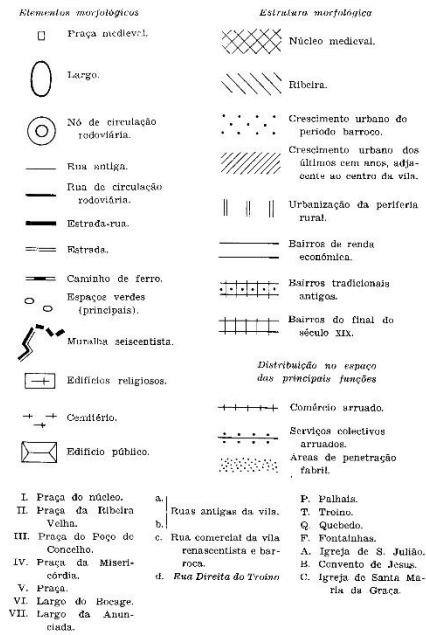 Elementos morfológicos
Praça medieval.
Largo.
Nó de circulação
rodoviária.
Rua antiga.
Rua de circulação
rodoviária.
Estrada-rua.
Estrada.
Caminho de ferro.
Espaços verdes
(principais).
Muralha seiscentista.
Edifícios religiosos.
Cemitério.
Edifício público.
Estrutura morfológica
Núcleo medieval.
Ribeira.
Crescimento urbano do
período barroco.
Crescimento urbano dos
últimos cem anos, adja-
cente ao centro da vila.
Urbanização da periferia
rural.
Bairros de renda
económica.
Bairros tradicionais
antigos.
Bairros do final do
século XIX.
Distribuição no espaço
das principais funções
Comércio arruado.
Serviços colectivos
arruados.
Áreas de penetração
fabril.
I. Praça do núcleo.
II. Praça da Ribeira
Velha.
III. Praça do Poço de
Concelho.
IV. Praça da Miseri-
córdia.
V. Praça.
VI. Largo do Bocage.
VII. Largo da Anun-
ciada.
a.
Ruas antigas da vila.
b.
c. Rua comercial da vila
renascentista e bar-
roca.
d. Rua Direita do Troino
P. Palhais.
T. Troino.
Q. Quebedo.
F. Fontainhas.
A. Igreja de S. Julião.
B. Convento de Jesus.
C. Igreja de Santa Ma-
ria da Graça.